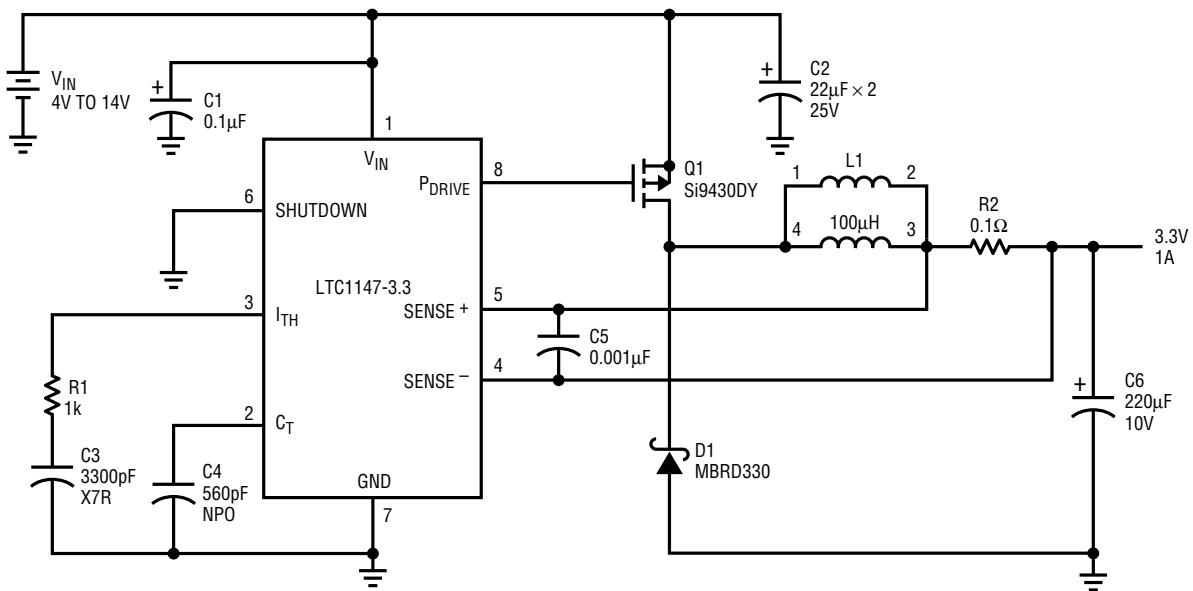 V_IN
4V TO 14V
+
C1
0.1µF
+
C2
22µF × 2
25V
1
V_IN
P_DRIVE
8
Q1
Si9430DY
6
SHUTDOWN
L1
1
2
100µH
4
3
R2
0.1Ω
3.3V
1A
LTC1147-3.3
3
I_TH
5
SENSE +
C5
0.001µF
4
SENSE –
R1
1k
2
C_T
C3
3300pF
X7R
C4
560pF
NPO
GND
7
D1
MBRD330
+
C6
220µF
10V